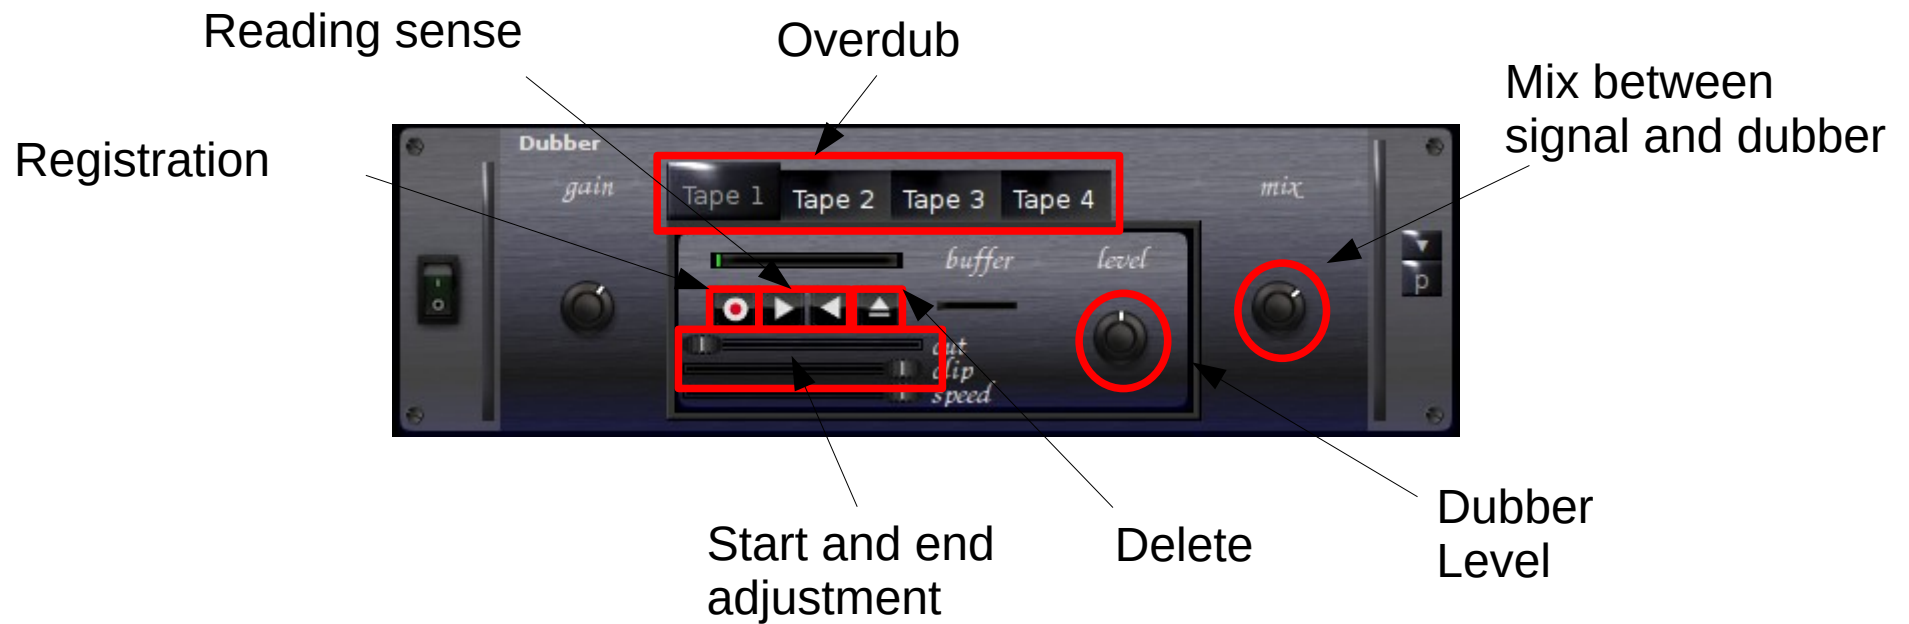 Reading sense
Overdub
Mix between
signal and dubber
Registration
Dubber
gain
Tape 1
Tape 2
Tape 3
Tape 4
mix
buffer
level
p
cut
clip
speed
Start and end
adjustment
Delete
Dubber
Level